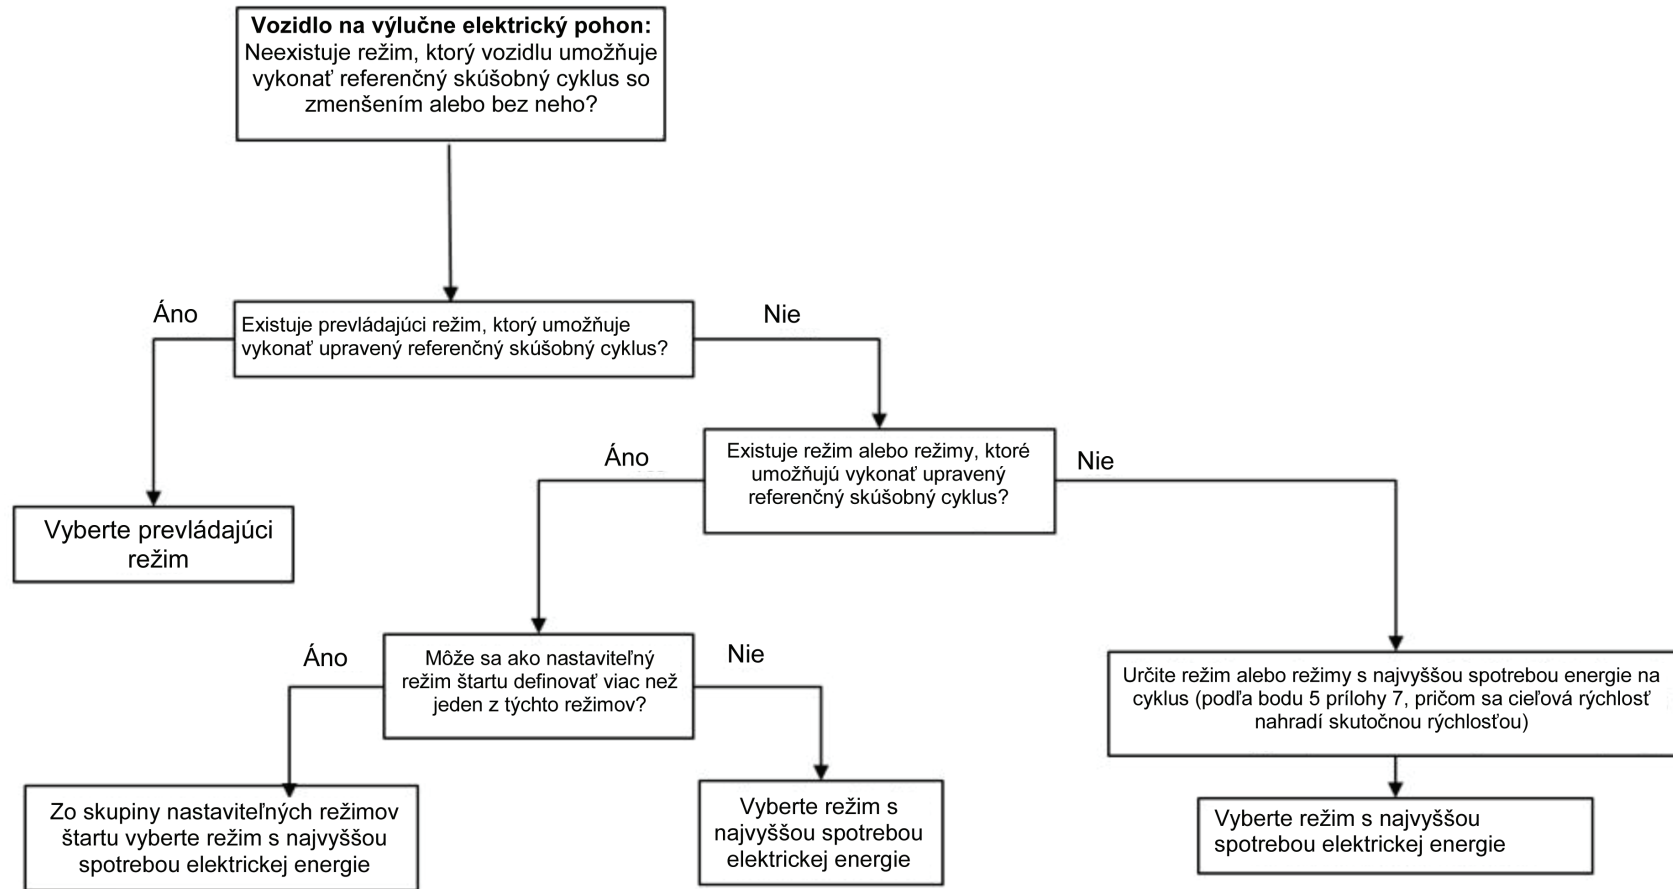 Vozidlo na výlučne elektrický pohon:
Neexistuje režim, ktorý vozidlu umožňuje
vykonať referenčný skúšobný cyklus so
zmenšením alebo bez neho?
Áno
Existuje prevládajúci režim, ktorý umožňuje
vykonať upravený referenčný skúšobný cyklus?
Nie
Vyberte prevládajúci
režim
Áno
Existuje režim alebo režimy, ktoré
umožňujú vykonať upravený
referenčný skúšobný cyklus?
Nie
Áno
Môže sa ako nastaviteľný
režim štartu definovať viac než
jeden z týchto režimov?
Nie
Určite režim alebo režimy s najvyššou spotrebou energie na
cyklus (podľa bodu 5 prílohy 7, pričom sa cieľová rýchlosť
nahradí skutočnou rýchlosťou)
Zo skupiny nastaviteľných režimov
štartu vyberte režim s najvyššou
spotrebou elektrickej energie
Vyberte režim s
najvyššou spotrebou
elektrickej energie
Vyberte režim s najvyššou
spotrebou elektrickej energie